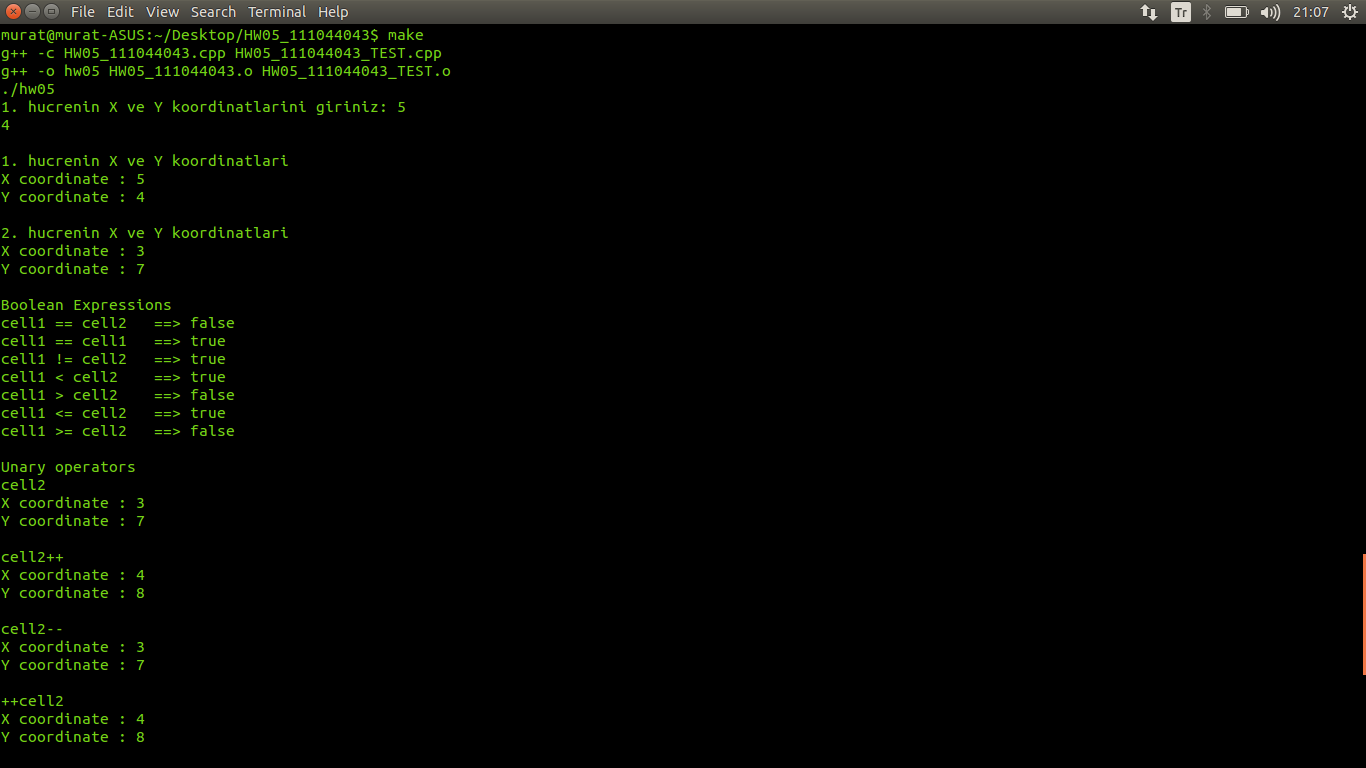 File Edit View Search Terminal Help Tr 21:07
murat@murat-ASUS:~/Desktop/HW05_111044043$ make
g++ -c HW05_111044043.cpp HW05_111044043_TEST.cpp
g++ -o hw05 HW05_111044043.o HW05_111044043_TEST.o
./hw05
1. hucrenin X ve Y koordinatlarini giriniz: 5
4

1. hucrenin X ve Y koordinatlari
X coordinate : 5
Y coordinate : 4

2. hucrenin X ve Y koordinatlari
X coordinate : 3
Y coordinate : 7

Boolean Expressions
cell1 == cell2   ==> false
cell1 == cell1   ==> true
cell1 != cell2   ==> true
cell1 < cell2    ==> true
cell1 > cell2    ==> false
cell1 <= cell2   ==> true
cell1 >= cell2   ==> false

Unary operators
cell2
X coordinate : 3
Y coordinate : 7

cell2++
X coordinate : 4
Y coordinate : 8

cell2--
X coordinate : 3
Y coordinate : 7

++cell2
X coordinate : 4
Y coordinate : 8